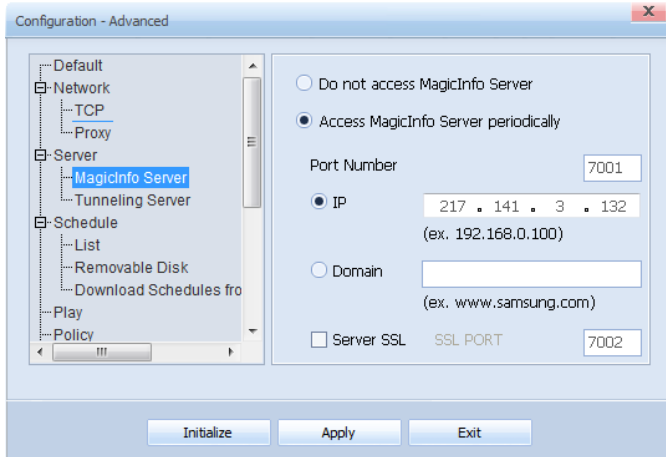 Configuration - Advanced
X
Default
Network
TCP
Proxy
Server
MagicInfo Server
Tunneling Server
Schedule
List
Removable Disk
Download Schedules fro
Play
Policy
Do not access MagicInfo Server
Access MagicInfo Server periodically
Port Number 7001
IP 217 . 141 . 3 . 132
(ex. 192.168.0.100)
Domain
(ex. www.samsung.com)
Server SSL SSL PORT 7002
Initialize Apply Exit